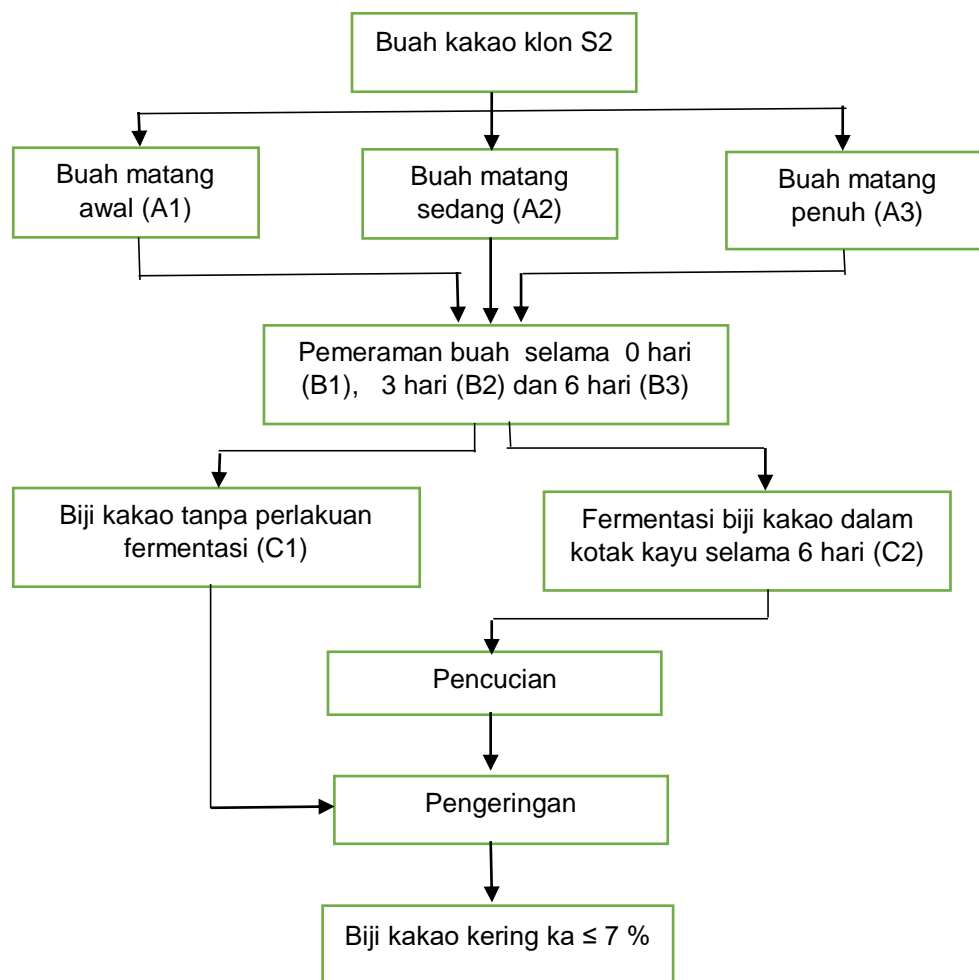 Buah kakao klon S2
Buah matang
awal (A1)
Buah matang
sedang (A2)
Buah matang
penuh (A3)
Pemeraman buah selama 0 hari
(B1), 3 hari (B2) dan 6 hari (B3)
Biji kakao tanpa perlakuan
fermentasi (C1)
Fermentasi biji kakao dalam
kotak kayu selama 6 hari (C2)
Pencucian
Pengeringan
Biji kakao kering ka ≤ 7 %